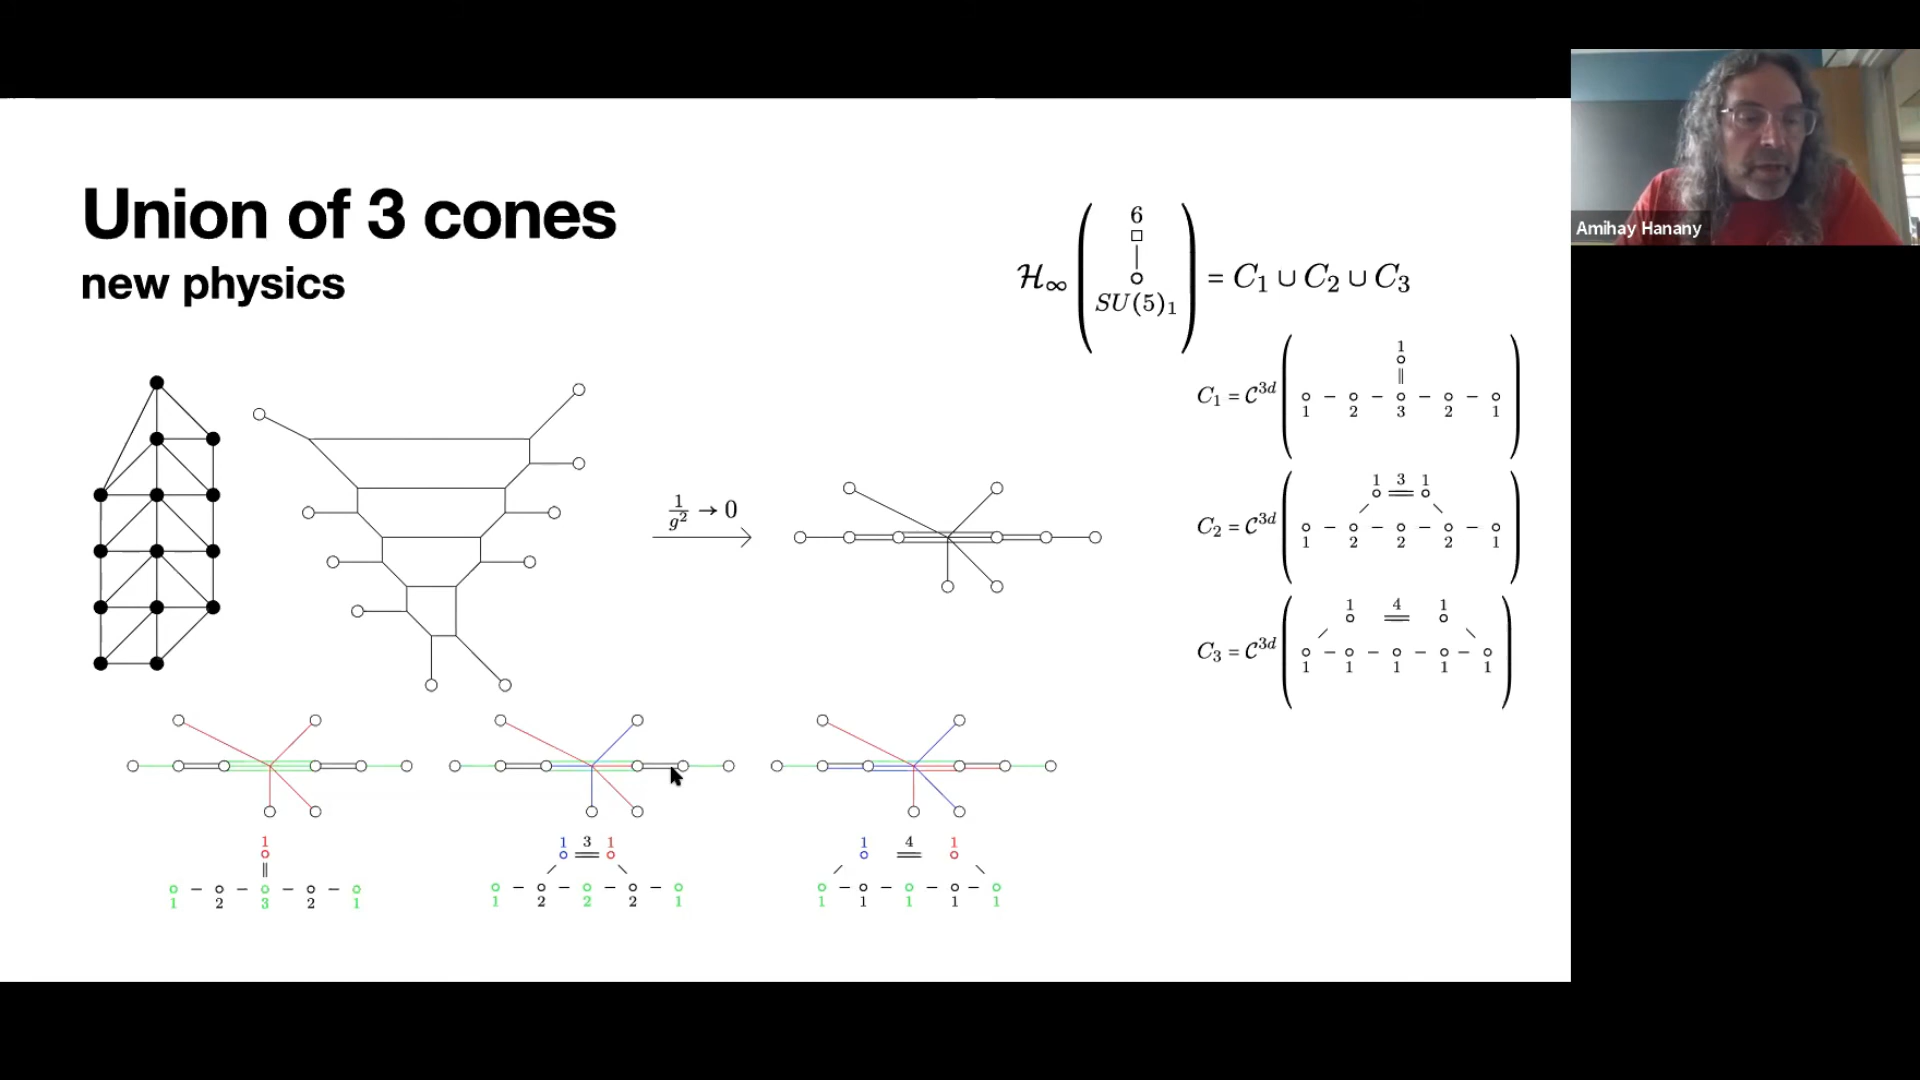 Union of 3 cones
new physics
6
SU(5)₁
ℋ∞ ( ) = C₁ ∪ C₂ ∪ C₃
1/g² → 0
1
C₁ = 𝒞³ᵈ
1 2 3 2 1
1 3 1
C₂ = 𝒞³ᵈ
1 2 2 2 1
1 4 1
C₃ = 𝒞³ᵈ
1 1 1 1 1
1
1 2 3 2 1
1 3 1
1 2 2 2 1
1 4 1
1 1 1 1 1
Amihay Hanany